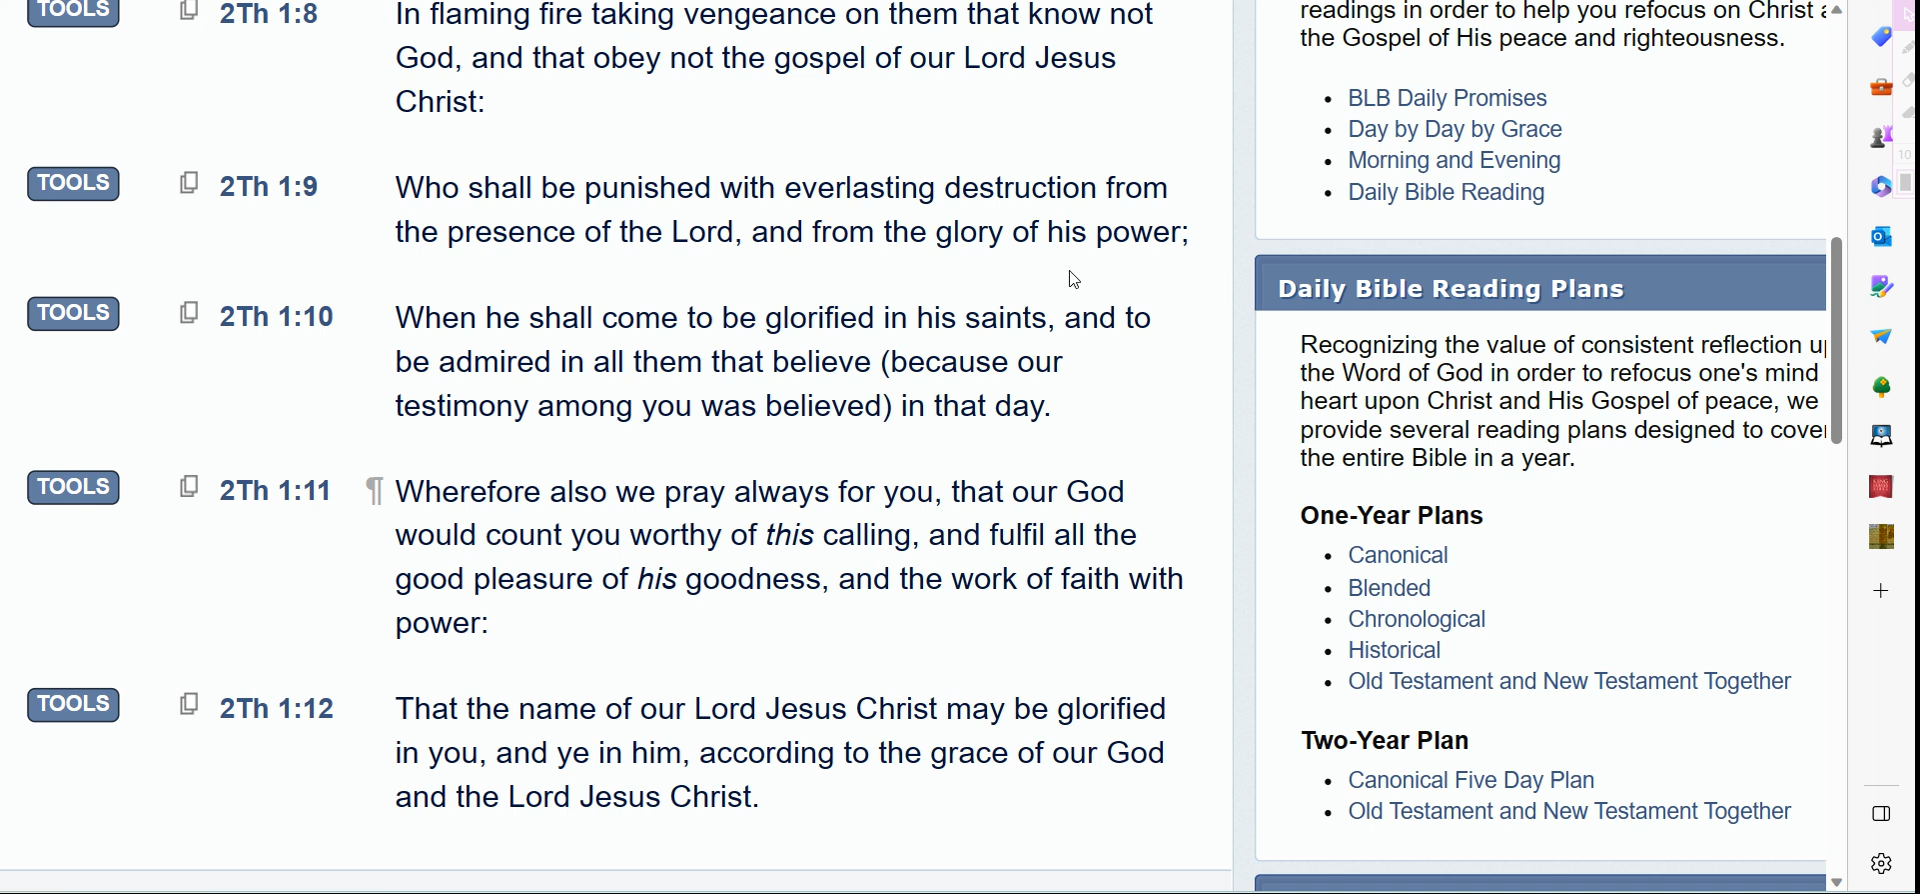 TOOLS 2Th 1:8 In flaming fire taking vengeance on them that know not
God, and that obey not the gospel of our Lord Jesus
Christ:
TOOLS 2Th 1:9 Who shall be punished with everlasting destruction from
the presence of the Lord, and from the glory of his power;
TOOLS 2Th 1:10 When he shall come to be glorified in his saints, and to
be admired in all them that believe (because our
testimony among you was believed) in that day.
TOOLS 2Th 1:11 ¶ Wherefore also we pray always for you, that our God
would count you worthy of this calling, and fulfil all the
good pleasure of his goodness, and the work of faith with
power:
TOOLS 2Th 1:12 That the name of our Lord Jesus Christ may be glorified
in you, and ye in him, according to the grace of our God
and the Lord Jesus Christ.
readings in order to help you refocus on Christ
the Gospel of His peace and righteousness.
• BLB Daily Promises
• Day by Day by Grace
• Morning and Evening
• Daily Bible Reading
Daily Bible Reading Plans
Recognizing the value of consistent reflection
the Word of God in order to refocus one's mind
heart upon Christ and His Gospel of peace, we
provide several reading plans designed to cover
the entire Bible in a year.
One-Year Plans
• Canonical
• Blended
• Chronological
• Historical
• Old Testament and New Testament Together
Two-Year Plan
• Canonical Five Day Plan
• Old Testament and New Testament Together
10